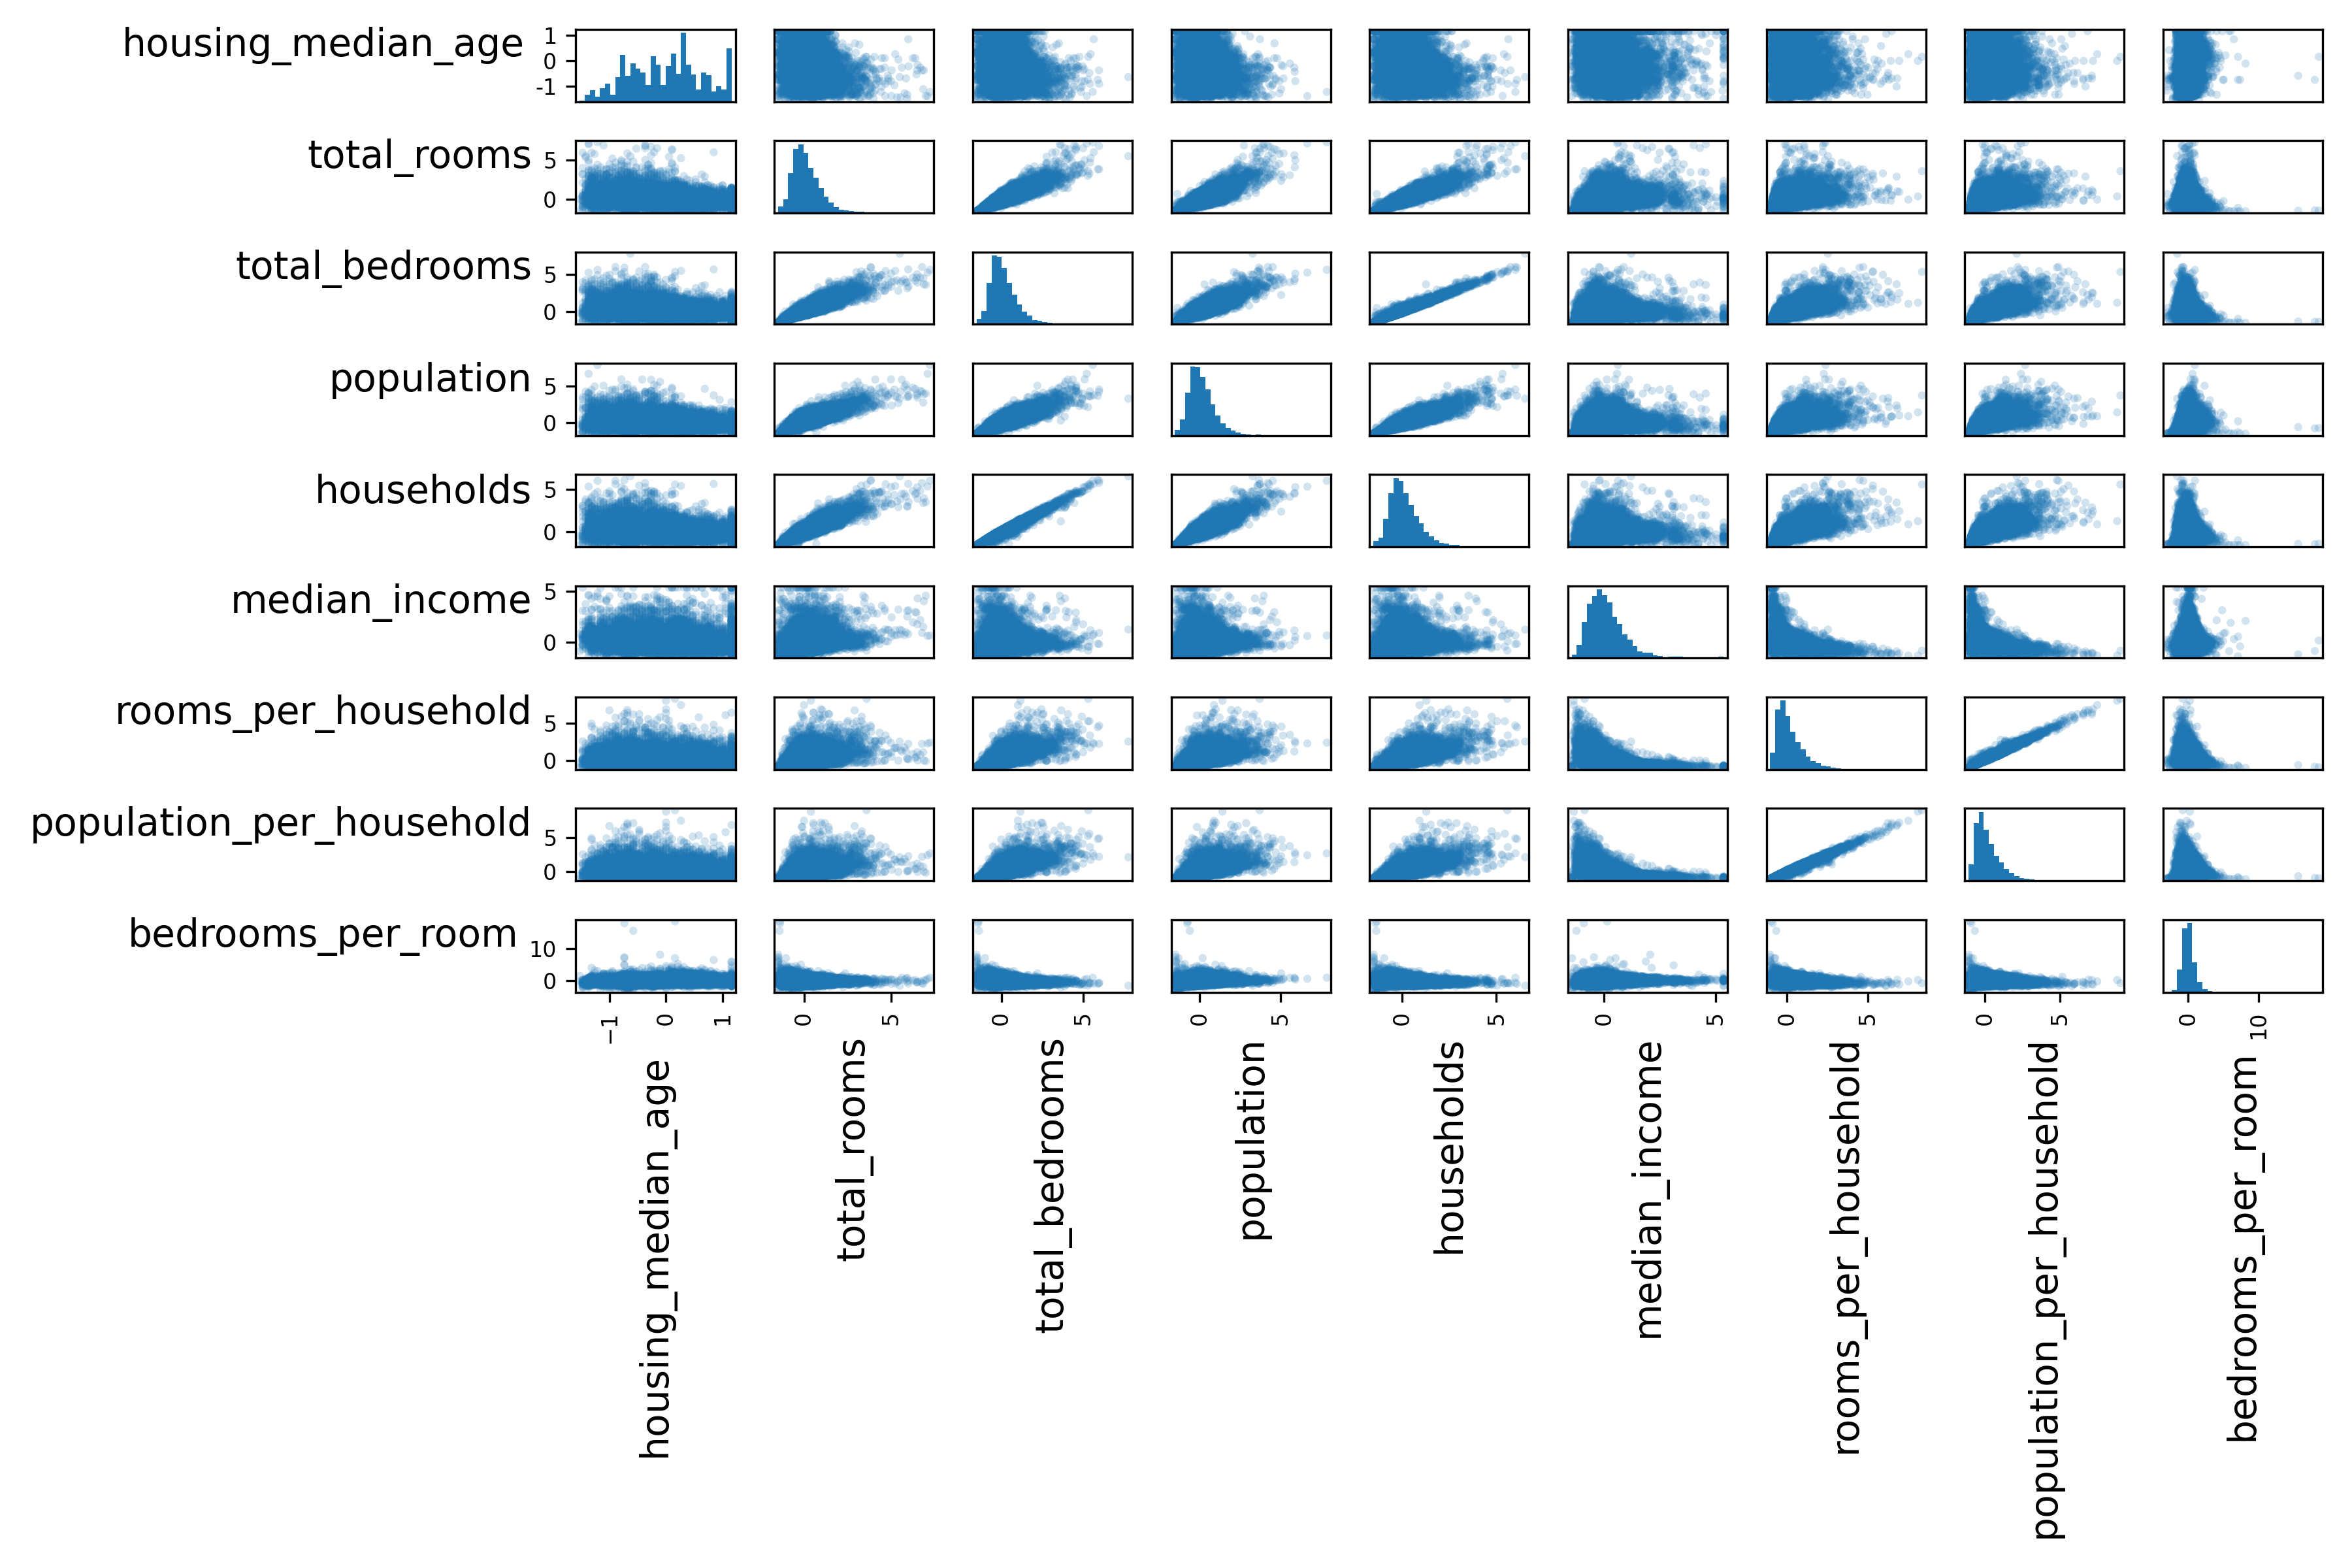 housing_median_age
1
0
-1
total_rooms
5
0
total_bedrooms
5
0
population
5
0
households
5
0
median_income
5
0
rooms_per_household
5
0
population_per_household
5
0
bedrooms_per_room
10
0
−1 0 1 0 5 0 5 0 5 0 5 0 5 0 5 0 5 0 10
housing_median_age
total_rooms
total_bedrooms
population
households
median_income
rooms_per_household
population_per_household
bedrooms_per_room